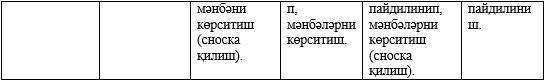 мәнбәни
көрситиш
(сноска
қилиш).
п,
мәнбәләрни
көрситиш.
пайдилинип,
мәнбәләрни
көрситиш
(сноска
қилиш).
пайдилини
ш.